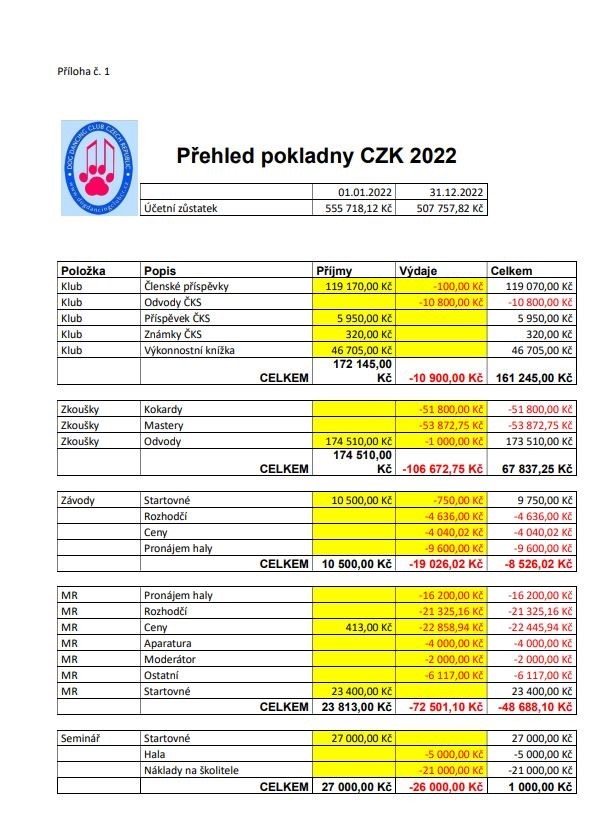 Příloha č. 1
DOG DANCING CLUB CZECH REPUBLIC
www.dogdancingclub.cz
Přehled pokladny CZK 2022
01.01.2022 31.12.2022
Účetní zůstatek 555 718,12 Kč 507 757,82 Kč
Položka Popis Příjmy Výdaje Celkem
Klub Členské příspěvky 119 170,00 Kč -100,00 Kč 119 070,00 Kč
Klub Odvody ČKS -10 800,00 Kč -10 800,00 Kč
Klub Příspěvek ČKS 5 950,00 Kč 5 950,00 Kč
Klub Známky ČKS 320,00 Kč 320,00 Kč
Klub Výkonnostní knížka 46 705,00 Kč 46 705,00 Kč
CELKEM 172 145,00 Kč -10 900,00 Kč 161 245,00 Kč
Zkoušky Kokardy -51 800,00 Kč -51 800,00 Kč
Zkoušky Mastery -53 872,75 Kč -53 872,75 Kč
Zkoušky Odvody 174 510,00 Kč -1 000,00 Kč 173 510,00 Kč
CELKEM 174 510,00 Kč -106 672,75 Kč 67 837,25 Kč
Závody Startovné 10 500,00 Kč -750,00 Kč 9 750,00 Kč
Rozhodčí -4 636,00 Kč -4 636,00 Kč
Ceny -4 040,02 Kč -4 040,02 Kč
Pronájem haly -9 600,00 Kč -9 600,00 Kč
CELKEM 10 500,00 Kč -19 026,02 Kč -8 526,02 Kč
MR Pronájem haly -16 200,00 Kč -16 200,00 Kč
MR Rozhodčí -21 325,16 Kč -21 325,16 Kč
MR Ceny 413,00 Kč -22 858,94 Kč -22 445,94 Kč
MR Aparatura -4 000,00 Kč -4 000,00 Kč
MR Moderátor -2 000,00 Kč -2 000,00 Kč
MR Ostatní -6 117,00 Kč -6 117,00 Kč
MR Startovné 23 400,00 Kč 23 400,00 Kč
CELKEM 23 813,00 Kč -72 501,10 Kč -48 688,10 Kč
Seminář Startovné 27 000,00 Kč 27 000,00 Kč
Hala -5 000,00 Kč -5 000,00 Kč
Náklady na školitele -21 000,00 Kč -21 000,00 Kč
CELKEM 27 000,00 Kč -26 000,00 Kč 1 000,00 Kč